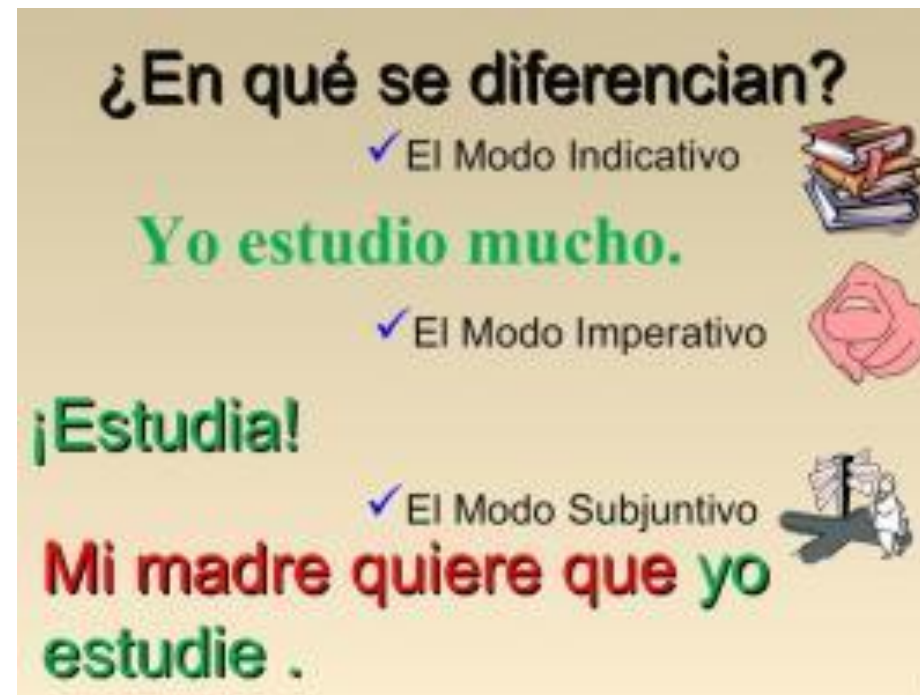 ¿En qué se diferencian?
✓El Modo Indicativo
Yo estudio mucho.
✓El Modo Imperativo
¡Estudia!
✓El Modo Subjuntivo
Mi madre quiere que yo
estudie .